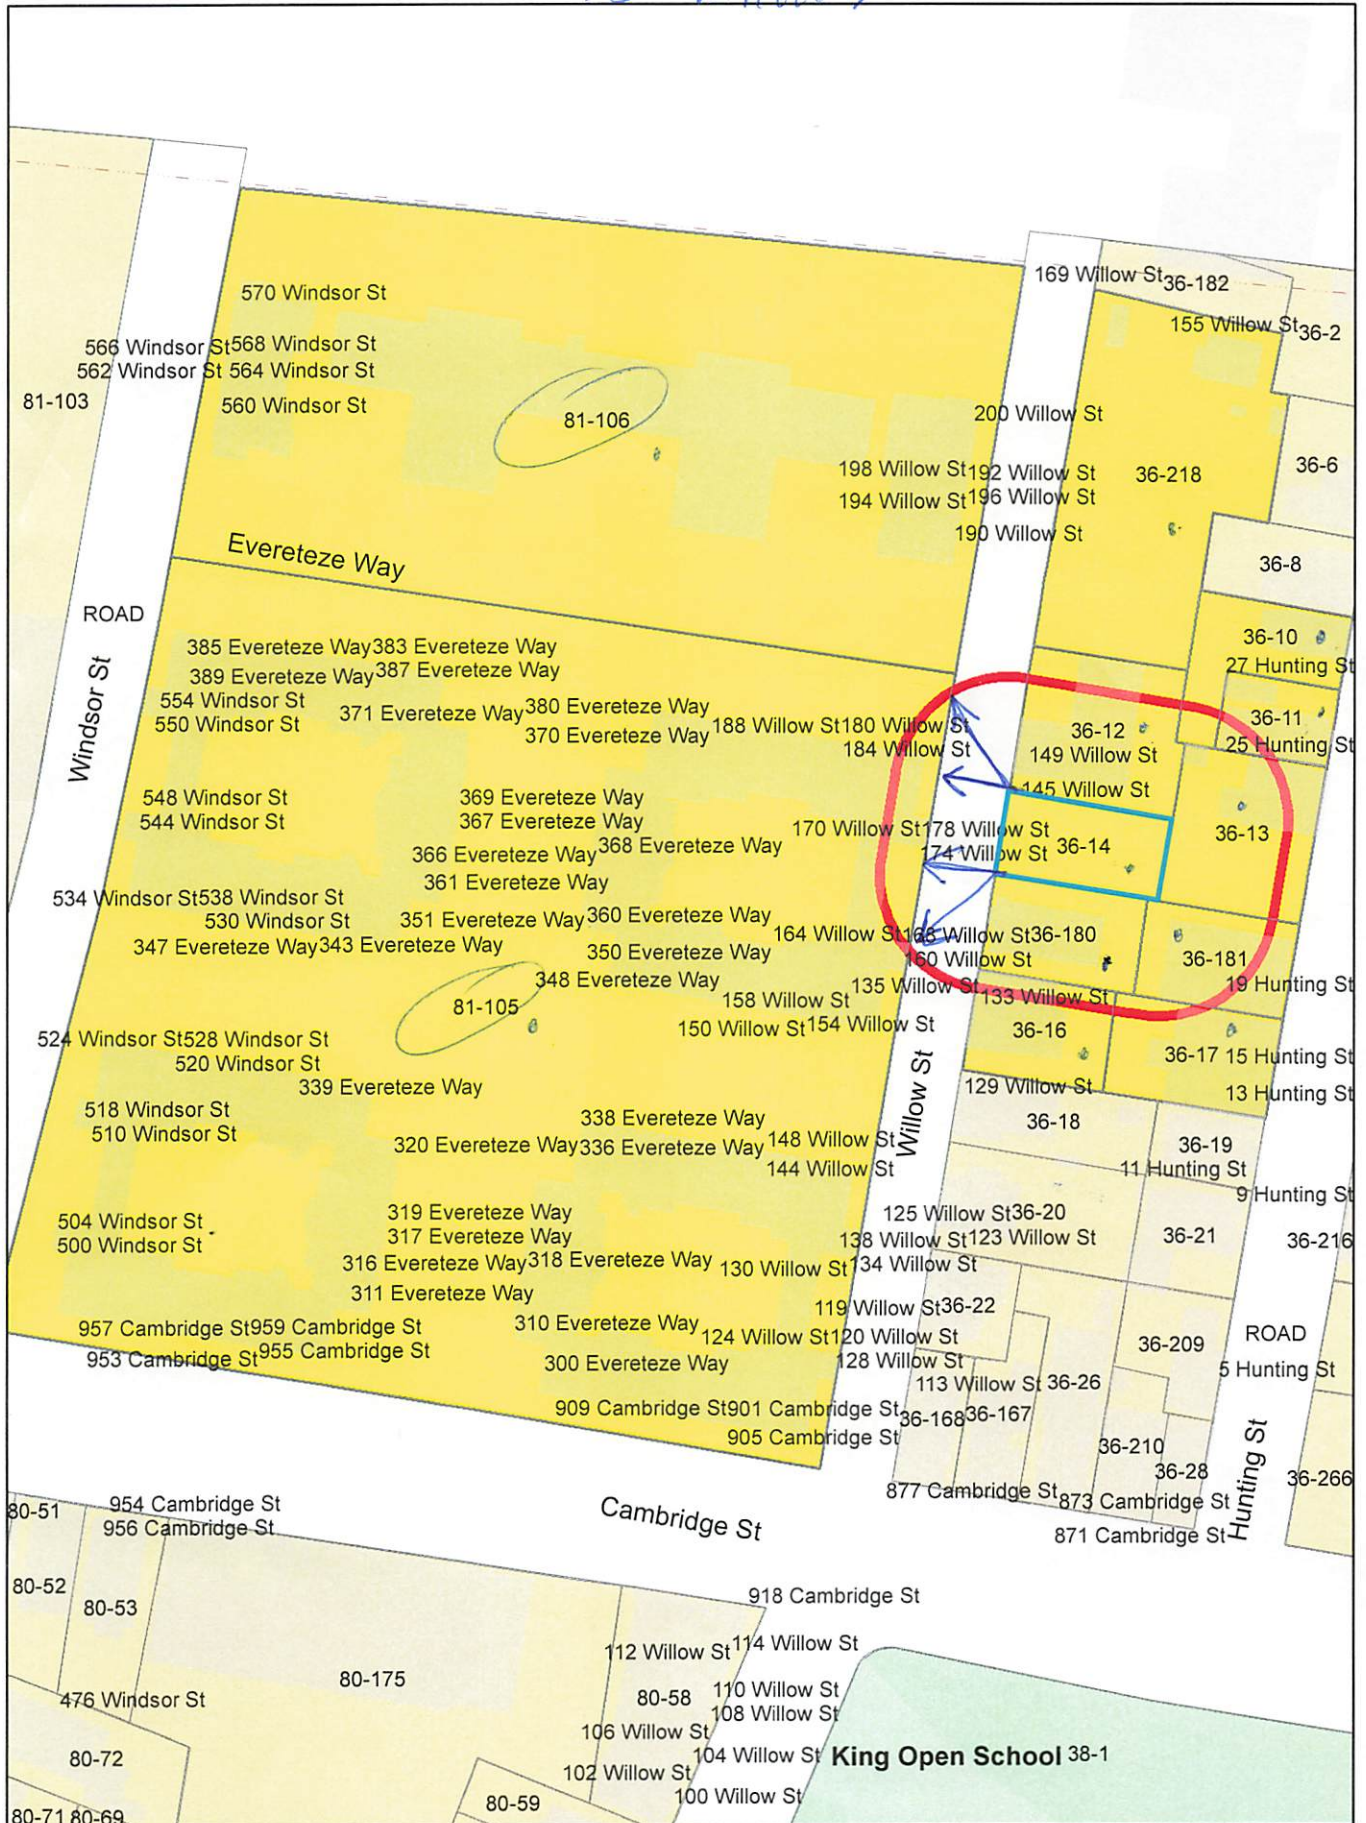 169 Willow St
36-182
570 Windsor St
155 Willow St
36-2
566 Windsor St
568 Windsor St
562 Windsor St
564 Windsor St
81-103
560 Windsor St
81-106
200 Willow St
36-6
198 Willow St
192 Willow St
36-218
194 Willow St
196 Willow St
190 Willow St
Evereteze Way
36-8
ROAD
36-10
385 Evereteze Way
383 Evereteze Way
27 Hunting St
389 Evereteze Way
387 Evereteze Way
554 Windsor St
380 Evereteze Way
371 Evereteze Way
36-11
Windsor St
550 Windsor St
370 Evereteze Way
188 Willow St
180 Willow St
36-12
184 Willow St
149 Willow St
25 Hunting St
145 Willow St
548 Windsor St
369 Evereteze Way
544 Windsor St
367 Evereteze Way
170 Willow St
178 Willow St
36-13
366 Evereteze Way
368 Evereteze Way
174 Willow St
36-14
361 Evereteze Way
534 Windsor St
538 Windsor St
530 Windsor St
351 Evereteze Way
360 Evereteze Way
347 Evereteze Way
343 Evereteze Way
164 Willow St
168 Willow St
36-180
350 Evereteze Way
160 Willow St
36-181
348 Evereteze Way
135 Willow St
19 Hunting St
81-105
158 Willow St
133 Willow St
150 Willow St
154 Willow St
36-16
524 Windsor St
528 Windsor St
36-17
15 Hunting St
520 Windsor St
339 Evereteze Way
129 Willow St
13 Hunting St
518 Windsor St
338 Evereteze Way
36-18
510 Windsor St
320 Evereteze Way
336 Evereteze Way
148 Willow St
Willow St
36-19
144 Willow St
11 Hunting St
9 Hunting St
504 Windsor St
319 Evereteze Way
125 Willow St
36-20
500 Windsor St
317 Evereteze Way
138 Willow St
123 Willow St
36-21
36-216
316 Evereteze Way
318 Evereteze Way
130 Willow St
134 Willow St
311 Evereteze Way
119 Willow St
36-22
957 Cambridge St
959 Cambridge St
310 Evereteze Way
124 Willow St
120 Willow St
36-209
ROAD
953 Cambridge St
955 Cambridge St
300 Evereteze Way
128 Willow St
5 Hunting St
113 Willow St
36-26
909 Cambridge St
901 Cambridge St
36-168
36-167
905 Cambridge St
36-210
36-28
Hunting St
36-266
877 Cambridge St
873 Cambridge St
80-51
954 Cambridge St
Cambridge St
956 Cambridge St
871 Cambridge St
80-52
80-53
918 Cambridge St
112 Willow St
114 Willow St
80-175
476 Windsor St
80-58
110 Willow St
108 Willow St
106 Willow St
80-72
104 Willow St
King Open School
38-1
102 Willow St
100 Willow St
80-59
80-71
80-69